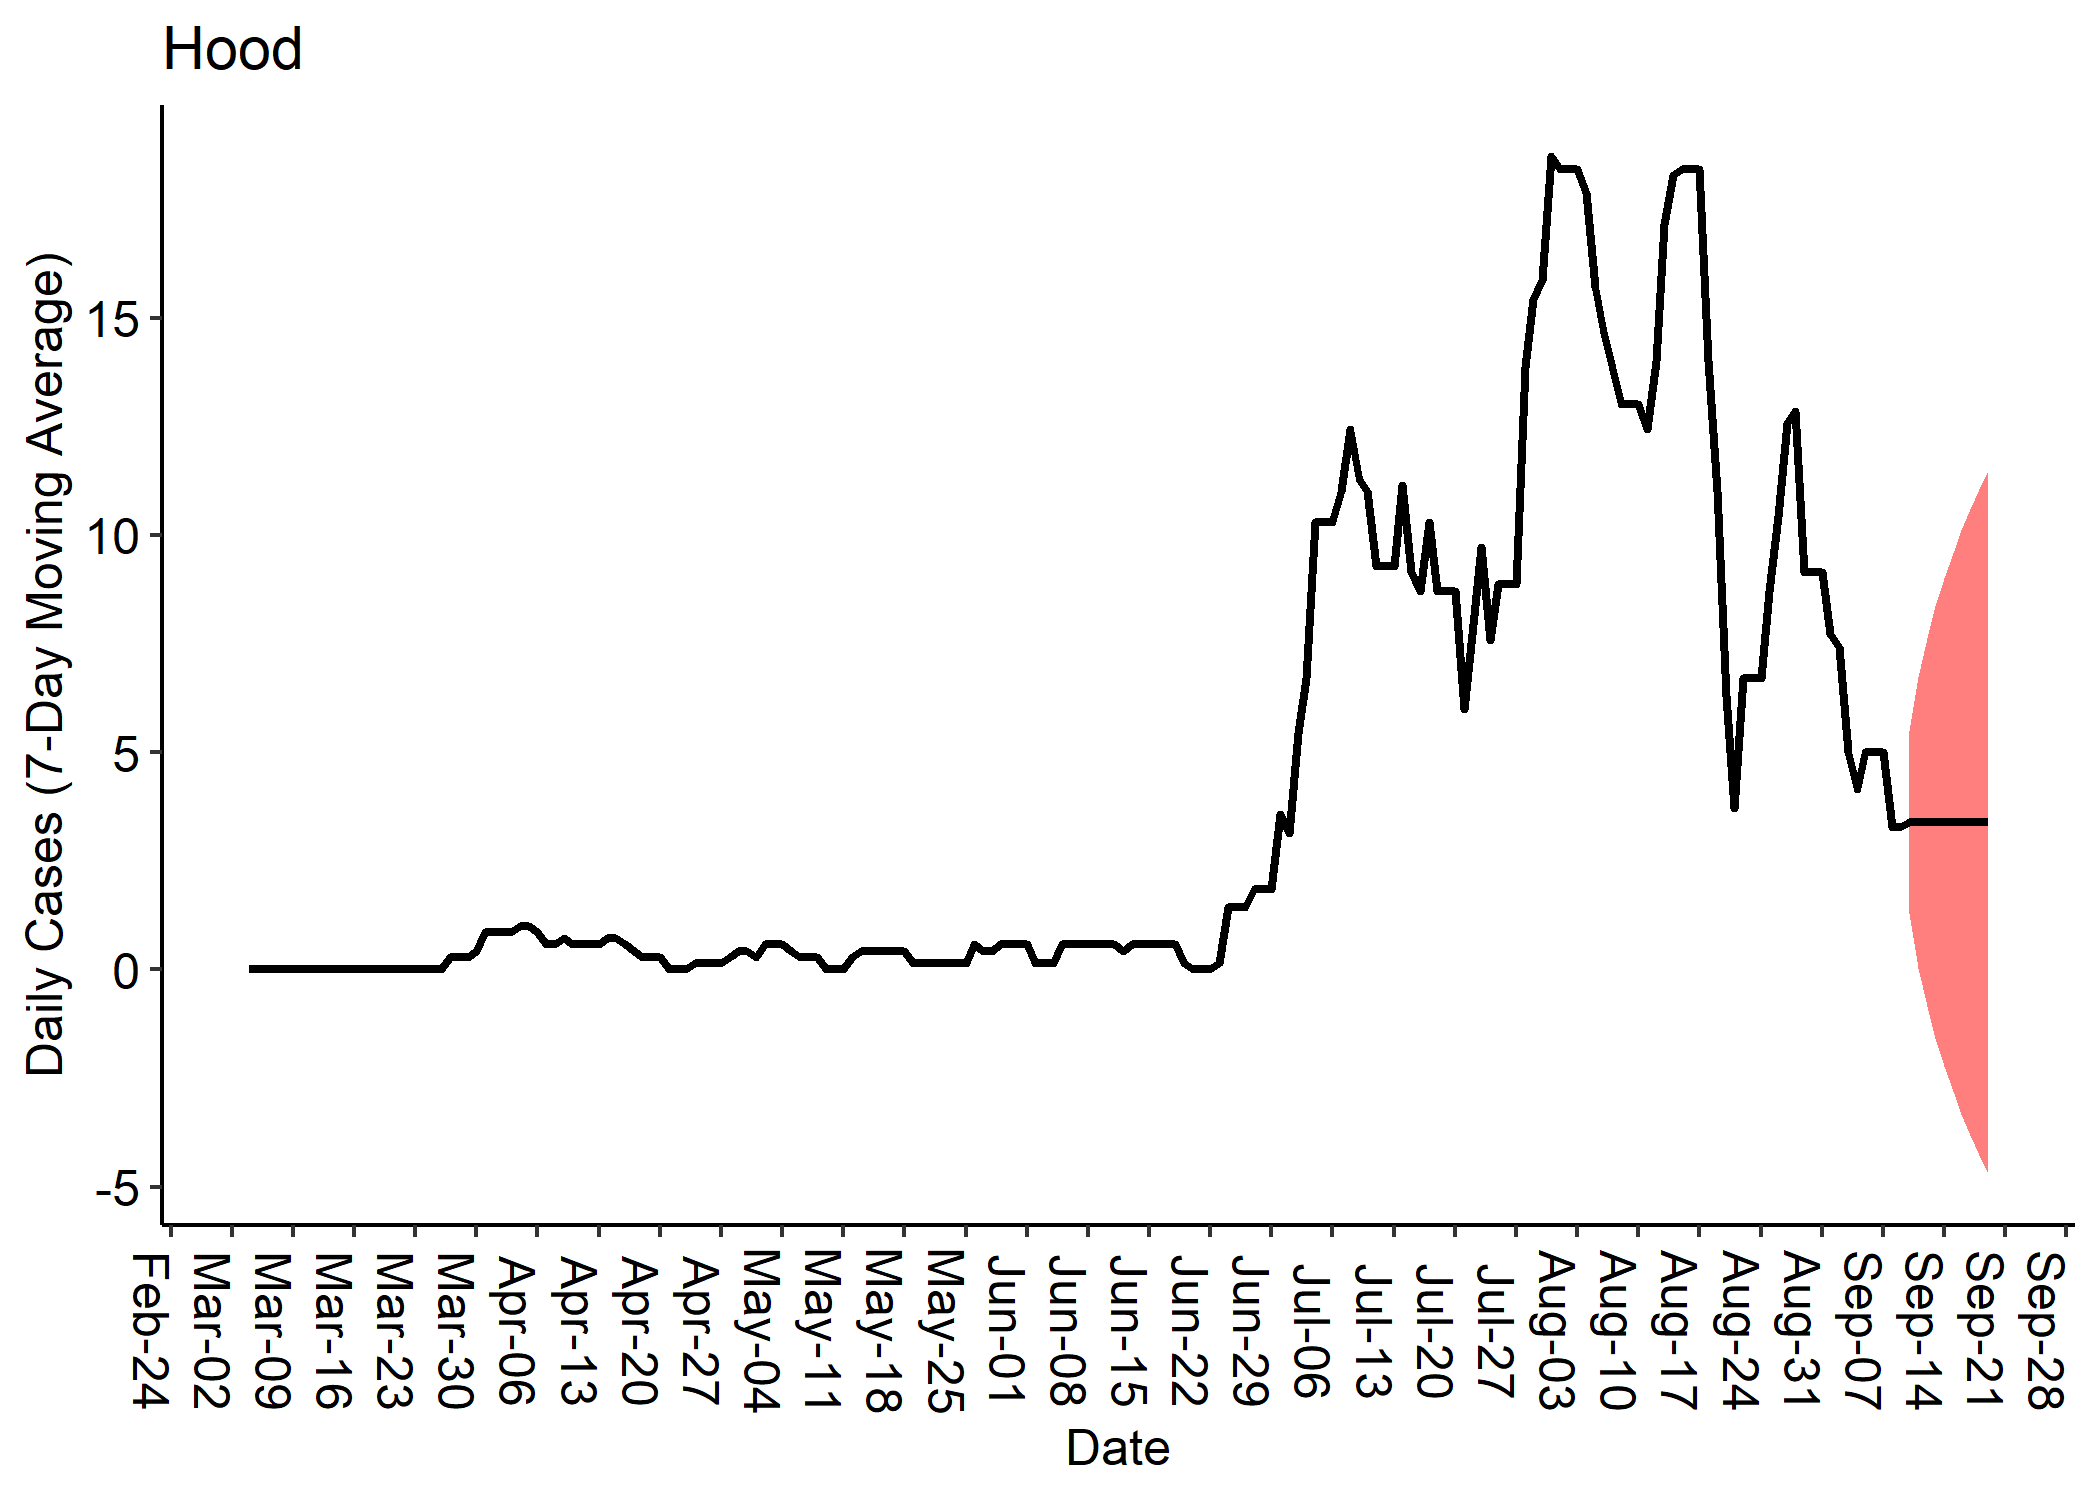 Hood
Daily Cases (7-Day Moving Average)
15
10
5
0
-5
Feb-24
Mar-02
Mar-09
Mar-16
Mar-23
Mar-30
Apr-06
Apr-13
Apr-20
Apr-27
May-04
May-11
May-18
May-25
Jun-01
Jun-08
Jun-15
Jun-22
Jun-29
Jul-06
Jul-13
Jul-20
Jul-27
Aug-03
Aug-10
Aug-17
Aug-24
Aug-31
Sep-07
Sep-14
Sep-21
Sep-28
Date